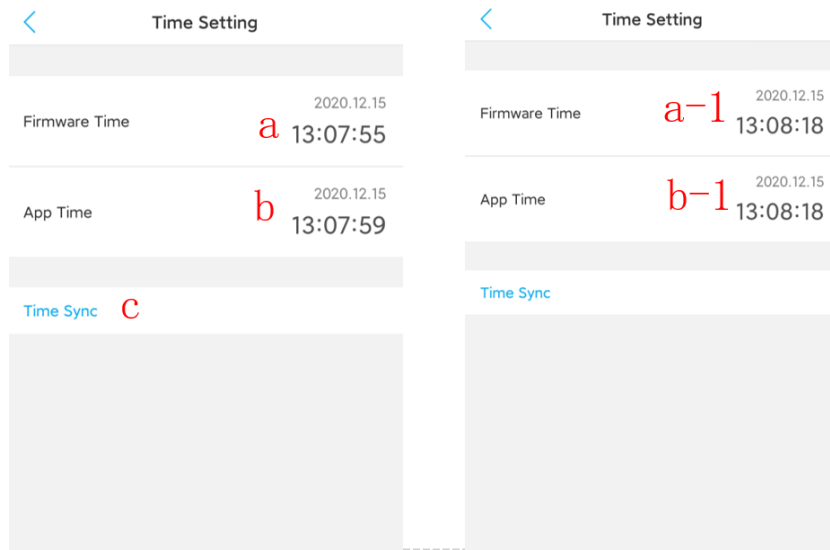 Time Setting
2020.12.15
Firmware Time
a
13:07:55
2020.12.15
App Time
b
13:07:59
Time Sync
c
Time Setting
2020.12.15
Firmware Time
a-1
13:08:18
2020.12.15
App Time
b-1
13:08:18
Time Sync